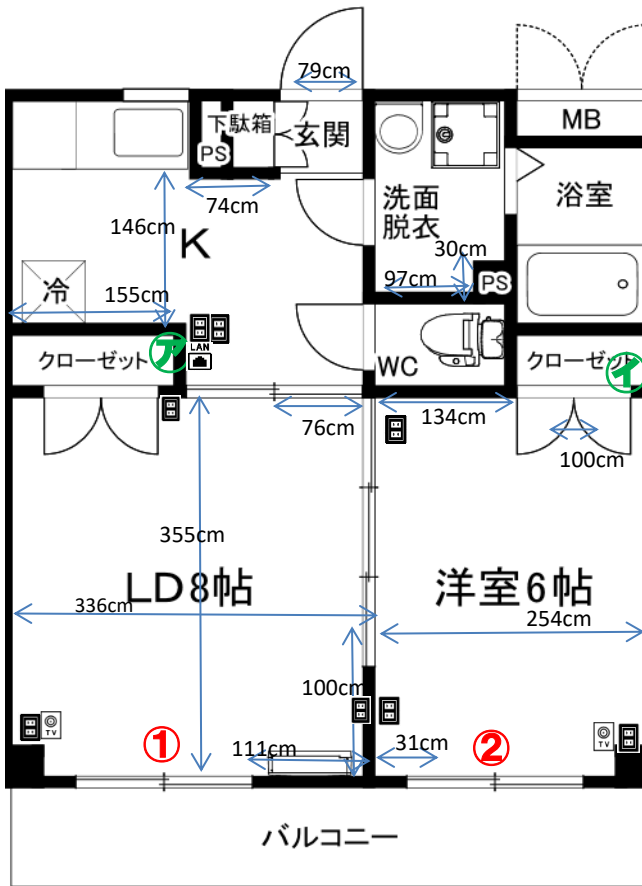 79cm
下駄箱
玄関
MB
PS
74cm
洗面
脱衣
浴室
146cm
K
30cm
冷
155cm
97cm
PS
LAN
クローゼット
ア
WC
クローゼット
イ
76cm
134cm
100cm
355cm
LD8帖
洋室6帖
336cm
254cm
100cm
TV
TV
①
111cm
31cm
②
バルコニー